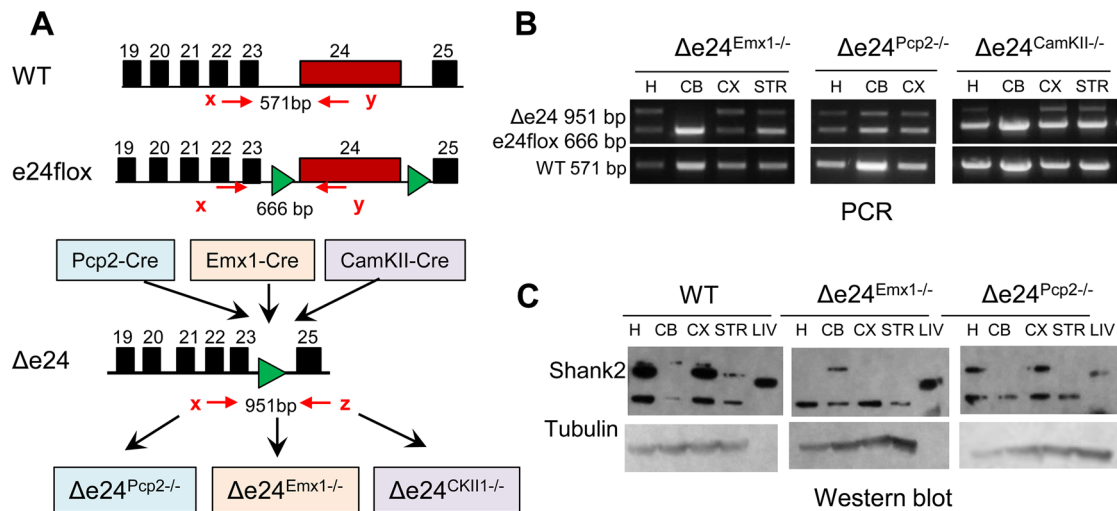 A
WT
19 20 21 22 23 24 25
x 571bp y
e24flox
19 20 21 22 23 24 25
x 666 bp y
Pcp2-Cre Emx1-Cre CamKII-Cre
Δe24
19 20 21 22 23 25
x 951bp z
Δe24Pcp2-/- Δe24Emx1-/- Δe24CKII1-/-
B
Δe24Emx1-/- Δe24Pcp2-/- Δe24CamKII-/-
H CB CX STR H CB CX H CB CX STR
Δe24 951 bp
e24flox 666 bp
WT 571 bp
PCR
C
WT Δe24Emx1-/- Δe24Pcp2-/-
H CB CX STR LIV H CB CX STR LIV H CB CX STR LIV
Shank2
Tubulin
Western blot